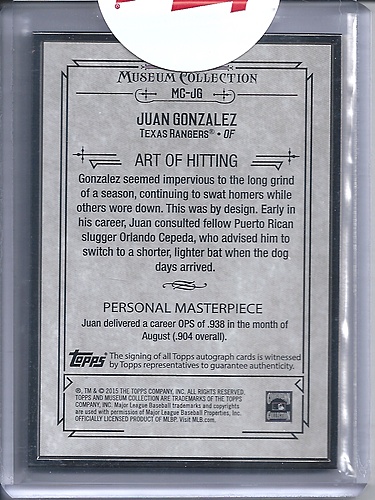 MUSEUM COLLECTION
MC-JG
JUAN GONZALEZ
TEXAS RANGERS® • OF
ART OF HITTING
Gonzalez seemed impervious to the long grind
of a season, continuing to swat homers while
others wore down. This was by design. Early in
his career, Juan consulted fellow Puerto Rican
slugger Orlando Cepeda, who advised him to
switch to a shorter, lighter bat when the dog
days arrived.
PERSONAL MASTERPIECE
Juan delivered a career OPS of .938 in the month of
August (.904 overall).
Topps® The signing of all Topps autograph cards is witnessed
by Topps representatives to guarantee authenticity.
®, TM & © 2015 THE TOPPS COMPANY, INC. ALL RIGHTS RESERVED.
TOPPS AND MUSEUM COLLECTION ARE TRADEMARKS OF THE TOPPS
COMPANY, INC. Major League Baseball trademarks and copyrights
are used with permission of Major League Baseball Properties, Inc.
OFFICIALLY LICENSED PRODUCT OF MLBP. Visit MLB.com.